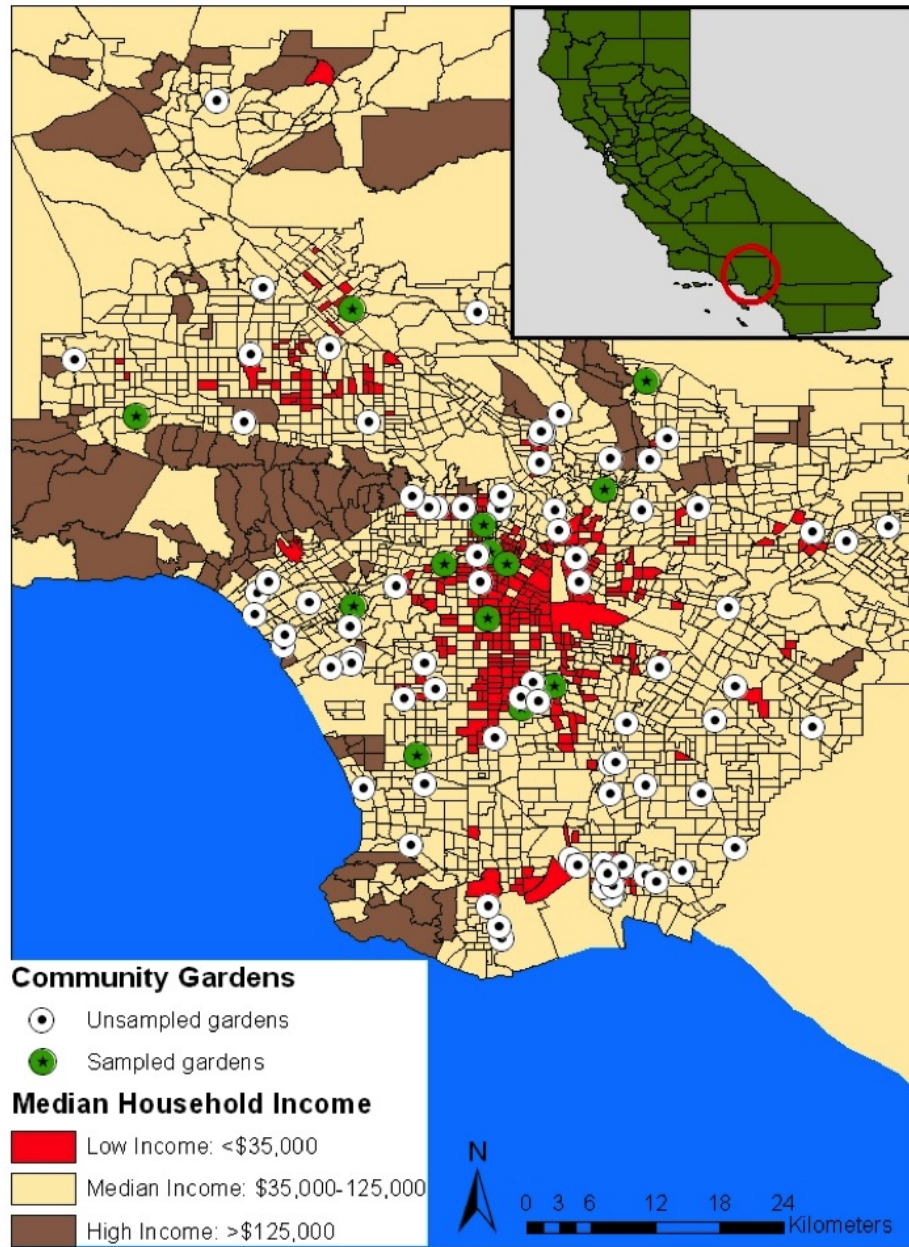 Community Gardens
Unsampled gardens
Sampled gardens
Median Household Income
Low Income: <$35,000
Median Income: $35,000-125,000
High Income: >$125,000
N
0 3 6 12 18 24
Kilometers